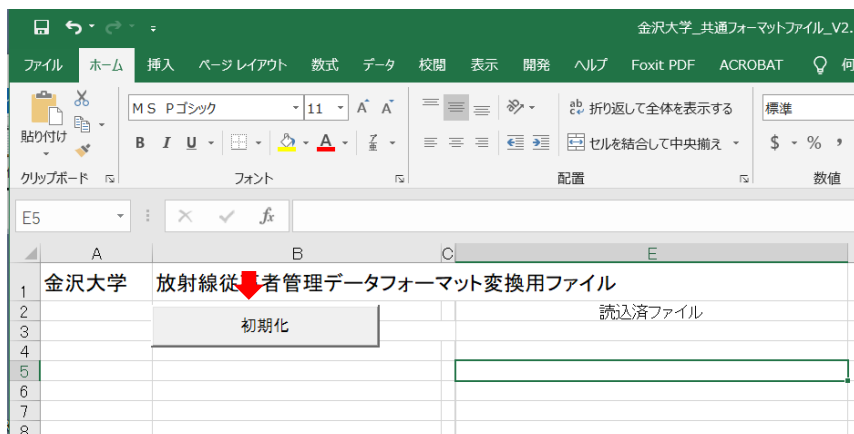 金沢大学_共通フォーマットファイル_V2.
ファイル ホーム 挿入 ページ レイアウト 数式 データ 校閲 表示 開発 ヘルプ Foxit PDF ACROBAT 何
貼り付け
MS Pゴシック 11 A A
ab 折り返して全体を表示する
標準
B I U A
セルを結合して中央揃え
$ % ,
クリップボード フォント 配置 数値
E5 fx
A B C E
1 金沢大学 放射線従 者管理データフォーマット変換用ファイル
2 読込済ファイル
3 初期化
4
5
6
7
8